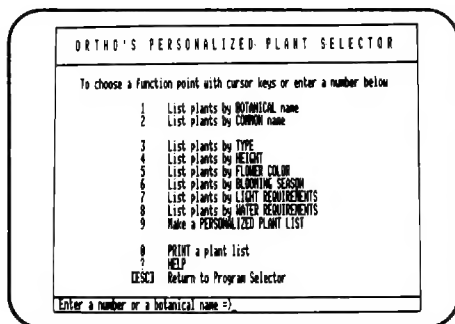 ORTHO'S PERSONALIZED PLANT SELECTOR
To choose a function point with cursor keys or enter a number below
1 List plants by BOTANICAL name
2 List plants by COMMON name
3 List plants by TYPE
4 List plants by HEIGHT
5 List plants by FLOWER COLOR
6 List plants by BLOOMING SEASON
7 List plants by LIGHT REQUIREMENTS
8 List plants by WATER REQUIREMENTS
9 Make a PERSONALIZED PLANT LIST
0 PRINT a plant list
? HELP
[ESC] Return to Program Selector
Enter a number or a botanical name =>_